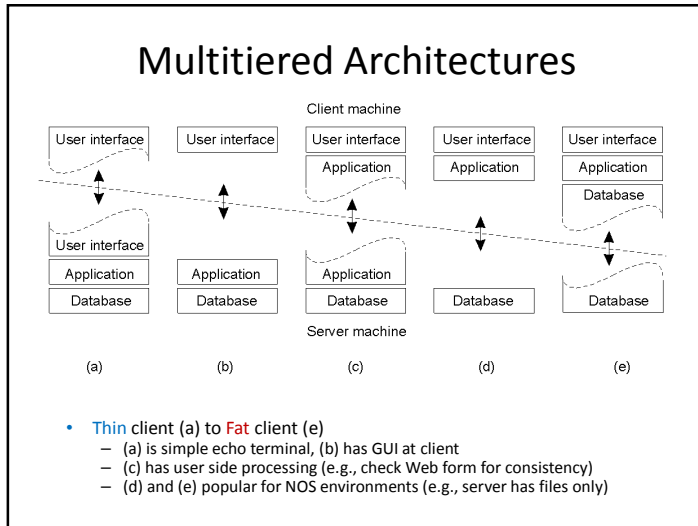 Multitiered Architectures
Client machine
User interface User interface User interface User interface User interface
Application Application Application
Database
User interface
Application Application Application
Database Database Database Database
Server machine
(a) (b) (c) (d) (e)
• Thin client (a) to Fat client (e)
– (a) is simple echo terminal, (b) has GUI at client
– (c) has user side processing (e.g., check Web form for consistency)
– (d) and (e) popular for NOS environments (e.g., server has files only)